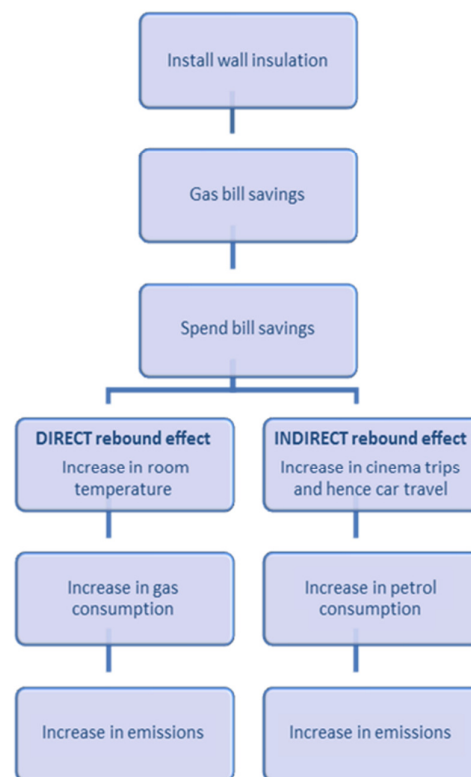 Install wall insulation
Gas bill savings
Spend bill savings
DIRECT rebound effect
Increase in room
temperature
INDIRECT rebound effect
Increase in cinema trips
and hence car travel
Increase in gas
consumption
Increase in petrol
consumption
Increase in emissions
Increase in emissions